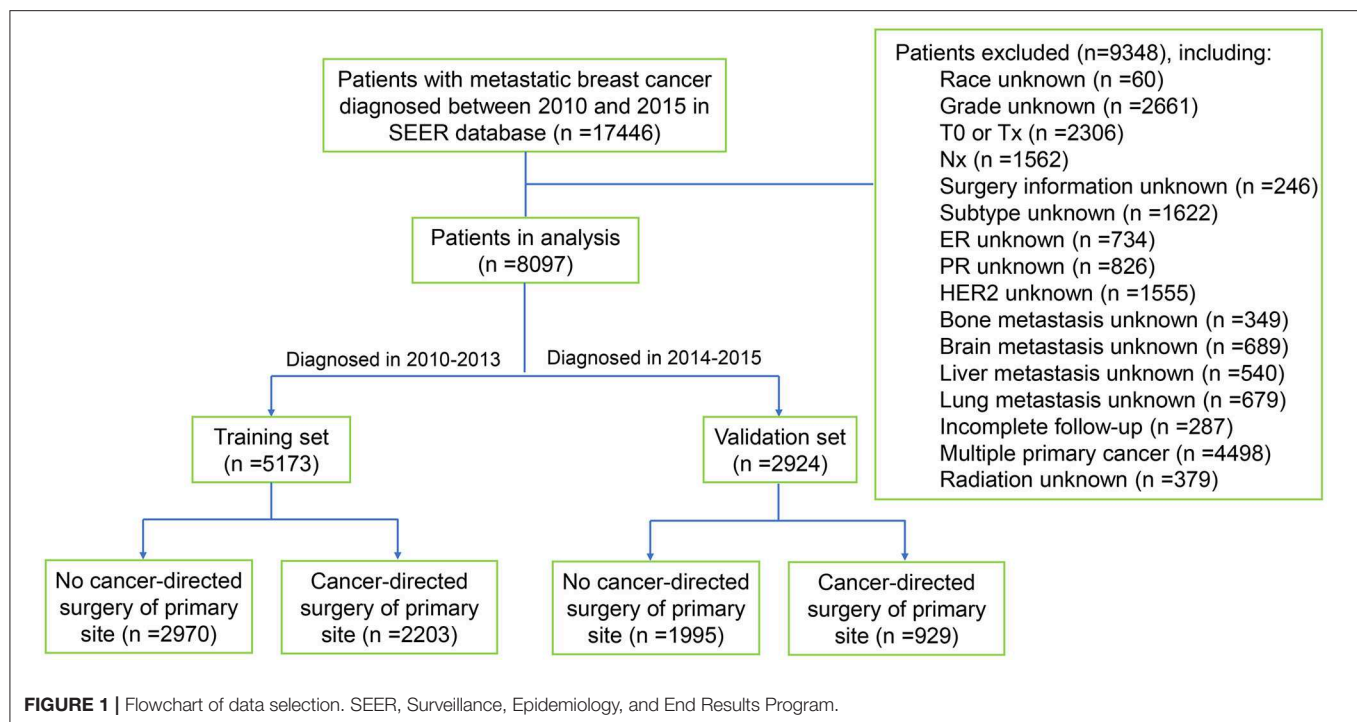 Patients with metastatic breast cancer
diagnosed between 2010 and 2015 in
SEER database (n =17446)
Patients excluded (n=9348), including:
Race unknown (n =60)
Grade unknown (n =2661)
T0 or Tx (n =2306)
Nx (n =1562)
Surgery information unknown (n =246)
Subtype unknown (n =1622)
ER unknown (n =734)
PR unknown (n =826)
HER2 unknown (n =1555)
Bone metastasis unknown (n =349)
Brain metastasis unknown (n =689)
Liver metastasis unknown (n =540)
Lung metastasis unknown (n =679)
Incomplete follow-up (n =287)
Multiple primary cancer (n =4498)
Radiation unknown (n =379)
Patients in analysis
(n =8097)
Diagnosed in 2010-2013
Diagnosed in 2014-2015
Training set
(n =5173)
Validation set
(n =2924)
No cancer-directed
surgery of primary
site (n =2970)
Cancer-directed
surgery of primary
site (n =2203)
No cancer-directed
surgery of primary
site (n =1995)
Cancer-directed
surgery of primary
site (n =929)
FIGURE 1 | Flowchart of data selection. SEER, Surveillance, Epidemiology, and End Results Program.